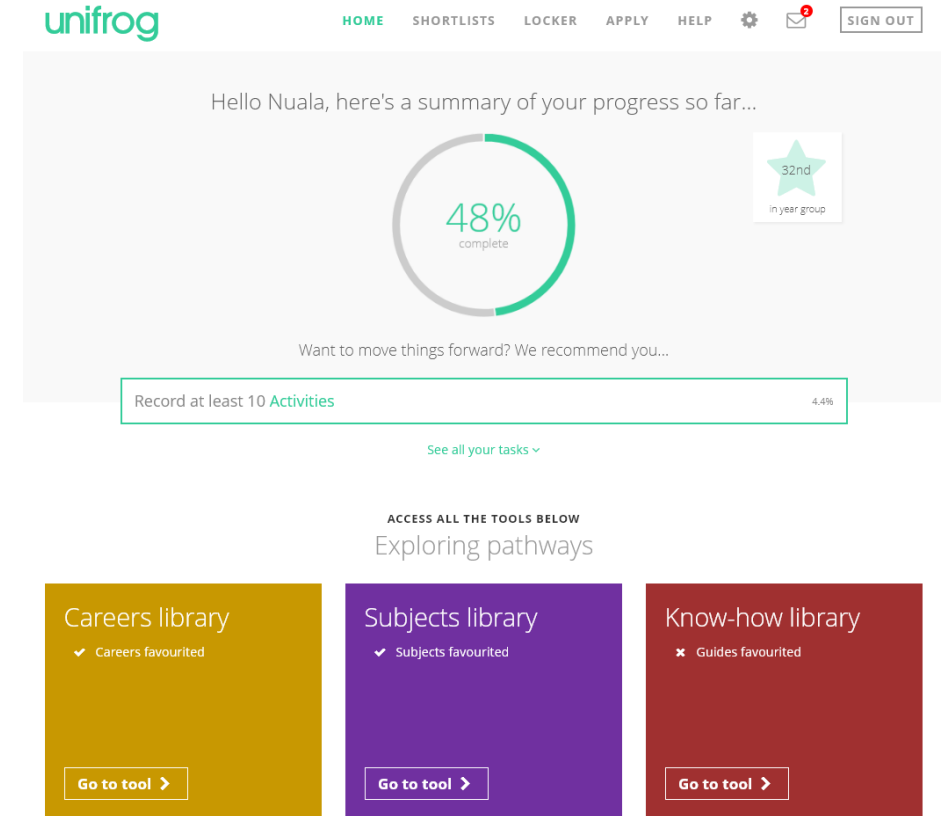 unifrog
HOME SHORTLISTS LOCKER APPLY HELP 2 SIGN OUT
Hello Nuala, here's a summary of your progress so far...
48%
complete
32nd
in year group
Want to move things forward? We recommend you...
Record at least 10 Activities 4.4%
See all your tasks
ACCESS ALL THE TOOLS BELOW
Exploring pathways
Careers library
Careers favourited
Go to tool
Subjects library
Subjects favourited
Go to tool
Know-how library
Guides favourited
Go to tool